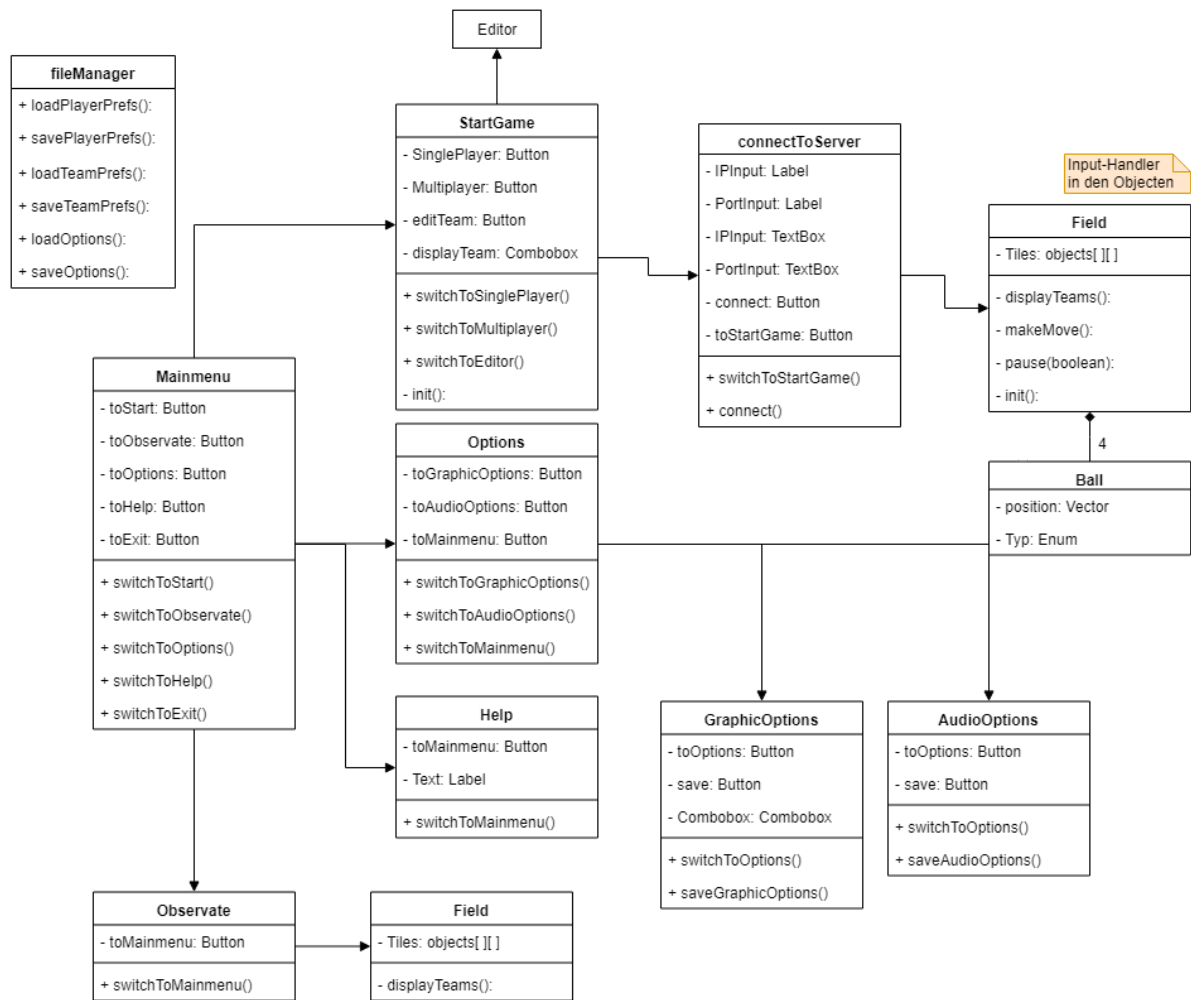 Editor
fileManager
+ loadPlayerPrefs():
+ savePlayerPrefs():
+ loadTeamPrefs():
+ saveTeamPrefs():
+ loadOptions():
+ saveOptions():
StartGame
- SinglePlayer: Button
- Multiplayer: Button
- editTeam: Button
- displayTeam: Combobox
+ switchToSinglePlayer()
+ switchToMultiplayer()
+ switchToEditor()
- init():
connectToServer
- IPInput: Label
- PortInput: Label
- IPInput: TextBox
- PortInput: TextBox
- connect: Button
- toStartGame: Button
+ switchToStartGame()
+ connect()
Input-Handler
in den Objecten
Field
- Tiles: objects[ ][ ]
- displayTeams():
- makeMove():
- pause(boolean):
- init():
4
Ball
- position: Vector
- Typ: Enum
Mainmenu
- toStart: Button
- toObservate: Button
- toOptions: Button
- toHelp: Button
- toExit: Button
+ switchToStart()
+ switchToObservate()
+ switchToOptions()
+ switchToHelp()
+ switchToExit()
Options
- toGraphicOptions: Button
- toAudioOptions: Button
- toMainmenu: Button
+ switchToGraphicOptions()
+ switchToAudioOptions()
+ switchToMainmenu()
Help
- toMainmenu: Button
- Text: Label
+ switchToMainmenu()
GraphicOptions
- toOptions: Button
- save: Button
- Combobox: Combobox
+ switchToOptions()
+ saveGraphicOptions()
AudioOptions
- toOptions: Button
- save: Button
+ switchToOptions()
+ saveAudioOptions()
Observate
- toMainmenu: Button
+ switchToMainmenu()
Field
- Tiles: objects[ ][ ]
- displayTeams():